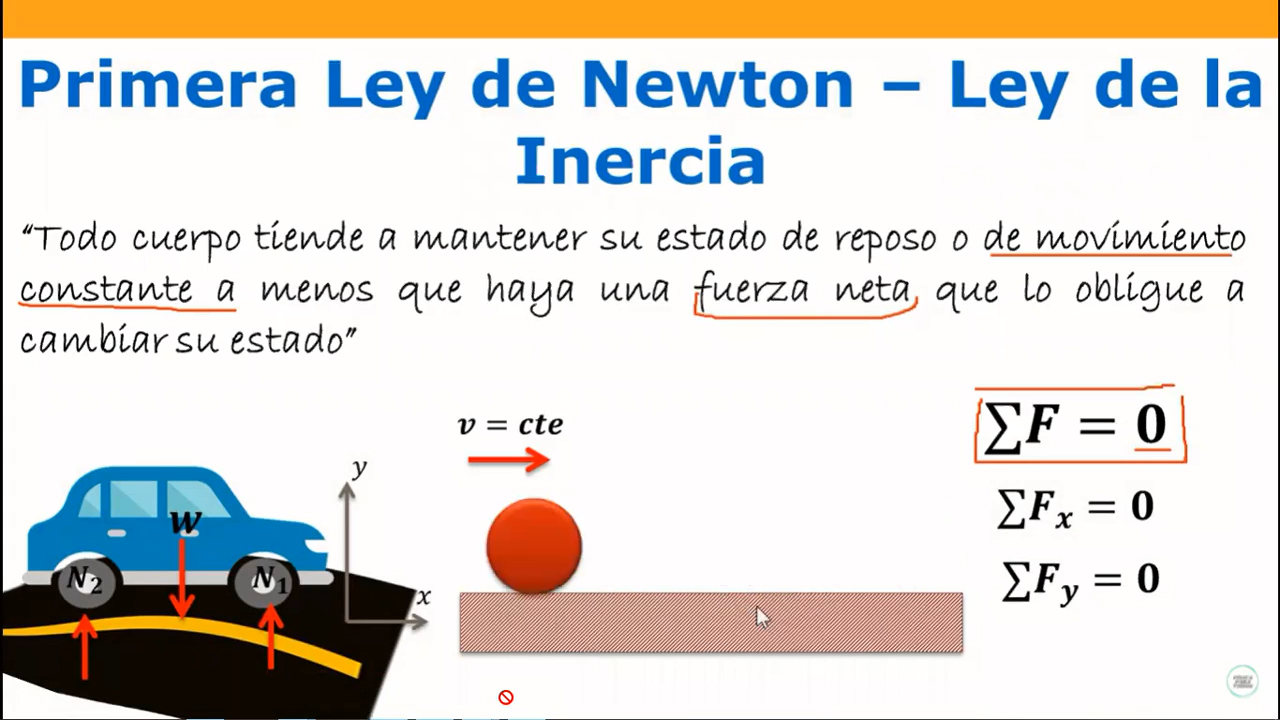 Primera Ley de Newton – Ley de la
Inercia
“Todo cuerpo tiende a mantener su estado de reposo o de movimiento
constante a menos que haya una fuerza neta que lo obligue a
cambiar su estado”
v = cte
∑F = 0
∑Fx = 0
∑Fy = 0
y
x
W
N2
N1